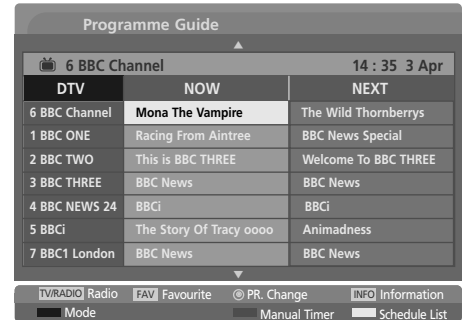 Programme Guide
6 BBC Channel 14 : 35 3 Apr
DTV NOW NEXT
6 BBC Channel Mona The Vampire The Wild Thornberrys
1 BBC ONE Racing From Aintree BBC News Special
2 BBC TWO This is BBC THREE Welcome To BBC THREE
3 BBC THREE BBC News BBC News
4 BBC NEWS 24 BBCi BBCi
5 BBCi The Story Of Tracy oooo Animadness
7 BBC1 London BBC News BBC News
TV/RADIO Radio FAV Favourite PR. Change INFO Information
Mode Manual Timer Schedule List